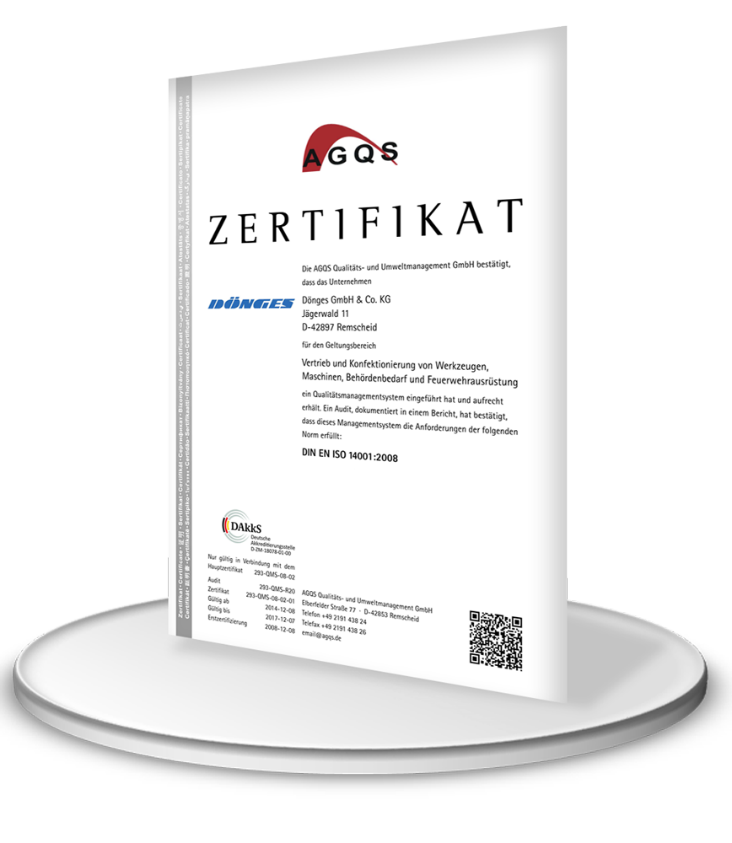 AGQS
ZERTIFIKAT
Die AGQS Qualitäts- und Umweltmanagement GmbH bestätigt,
dass das Unternehmen
DÖNGES
Dönges GmbH & Co. KG
Jägerwald 11
D-42897 Remscheid
für den Geltungsbereich
Vertrieb und Konfektionierung von Werkzeugen,
Maschinen, Behördenbedarf und Feuerwehrausrüstung
ein Qualitätsmanagementsystem eingeführt hat und aufrecht
erhält. Ein Audit, dokumentiert in einem Bericht, hat bestätigt,
dass dieses Managementsystem die Anforderungen der folgenden
Norm erfüllt:
DIN EN ISO 14001:2008
DAkkS
Deutsche
Akkreditierungsstelle
D-ZM-16078-01-00
Nur gültig in Verbindung mit dem
Hauptzertifikat 293-QMS-08-02
Audit 293-QMS-R20
Zertifikat 293-QMS-08-02-01
Gültig ab 2014-12-08
Gültig bis 2017-12-07
Erstzertifizierung 2008-12-08
AGQS Qualitäts- und Umweltmanagement GmbH
Elberfelder Straße 77 · D-42853 Remscheid
Telefon +49 2191 438 24
Telefax +49 2191 438 26
email@agqs.de